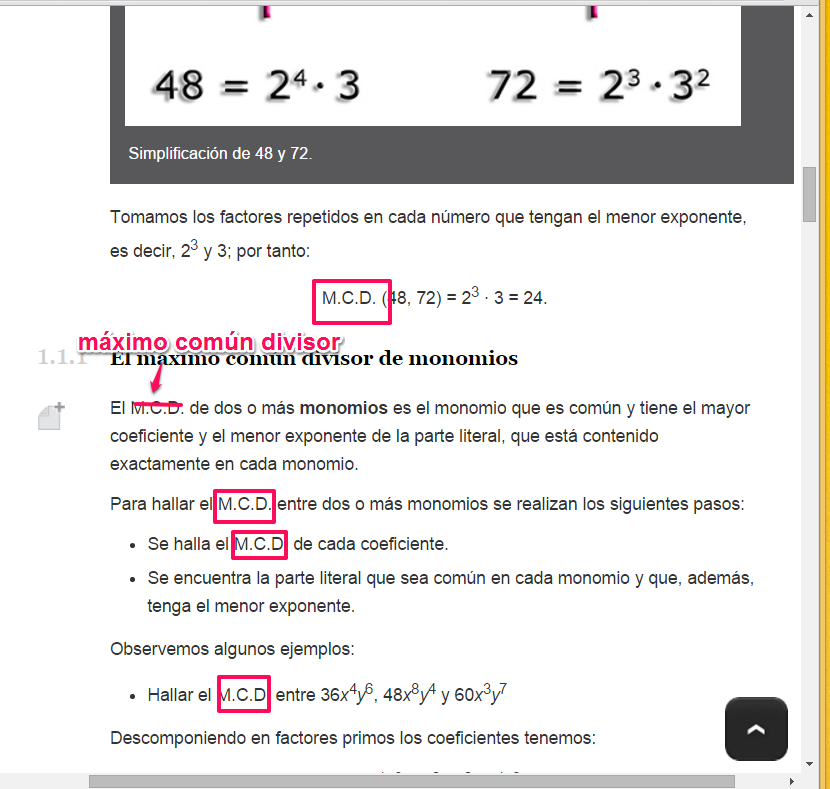 48 = 2⁴ · 3
72 = 2³ · 3²
Simplificación de 48 y 72.
Tomamos los factores repetidos en cada número que tengan el menor exponente,
es decir, 2³ y 3; por tanto:
M.C.D. (48, 72) = 2³ · 3 = 24.
máximo común divisor
1.1.1 El máximo común divisor de monomios
El M.C.D. de dos o más monomios es el monomio que es común y tiene el mayor
coeficiente y el menor exponente de la parte literal, que está contenido
exactamente en cada monomio.
Para hallar el M.C.D. entre dos o más monomios se realizan los siguientes pasos:
• Se halla el M.C.D. de cada coeficiente.
• Se encuentra la parte literal que sea común en cada monomio y que, además,
tenga el menor exponente.
Observemos algunos ejemplos:
• Hallar el M.C.D. entre 36x⁴y⁶, 48x⁸y⁴ y 60x³y⁷
Descomponiendo en factores primos los coeficientes tenemos: